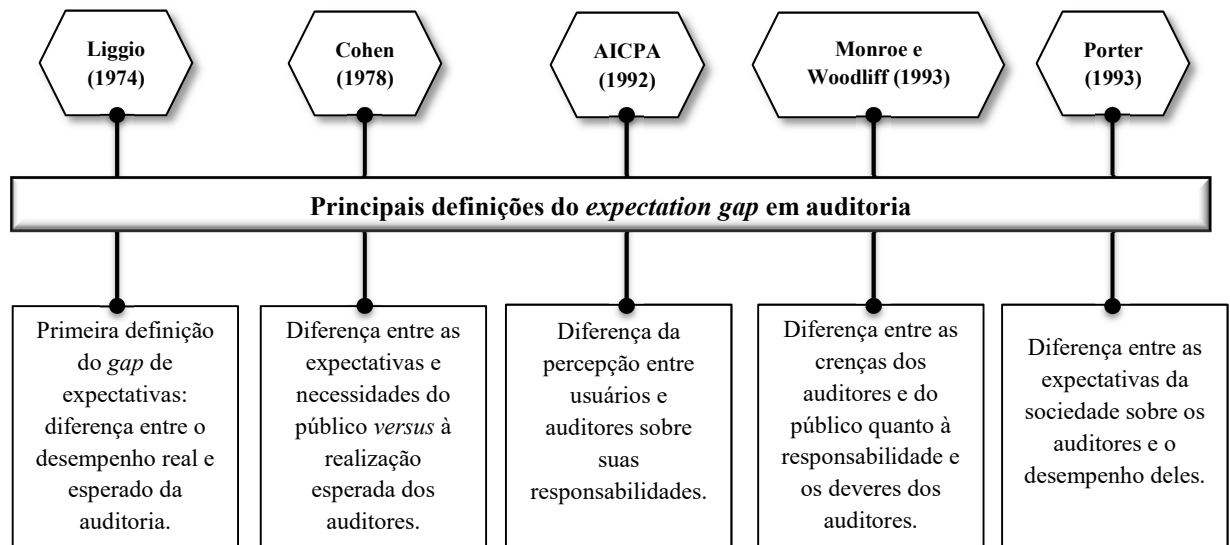 Liggio
(1974)
Cohen
(1978)
AICPA
(1992)
Monroe e
Woodliff (1993)
Porter
(1993)
Principais definições do expectation gap em auditoria
Primeira definição
do gap de
expectativas:
diferença entre o
desempenho real e
esperado da
auditoria.
Diferença entre as
expectativas e
necessidades do
público versus à
realização
esperada dos
auditores.
Diferença da
percepção entre
usuários e
auditores sobre
suas
responsabilidades.
Diferença entre as
crenças dos
auditores e do
público quanto à
responsabilidade e
os deveres dos
auditores.
Diferença entre as
expectativas da
sociedade sobre os
auditores e o
desempenho deles.